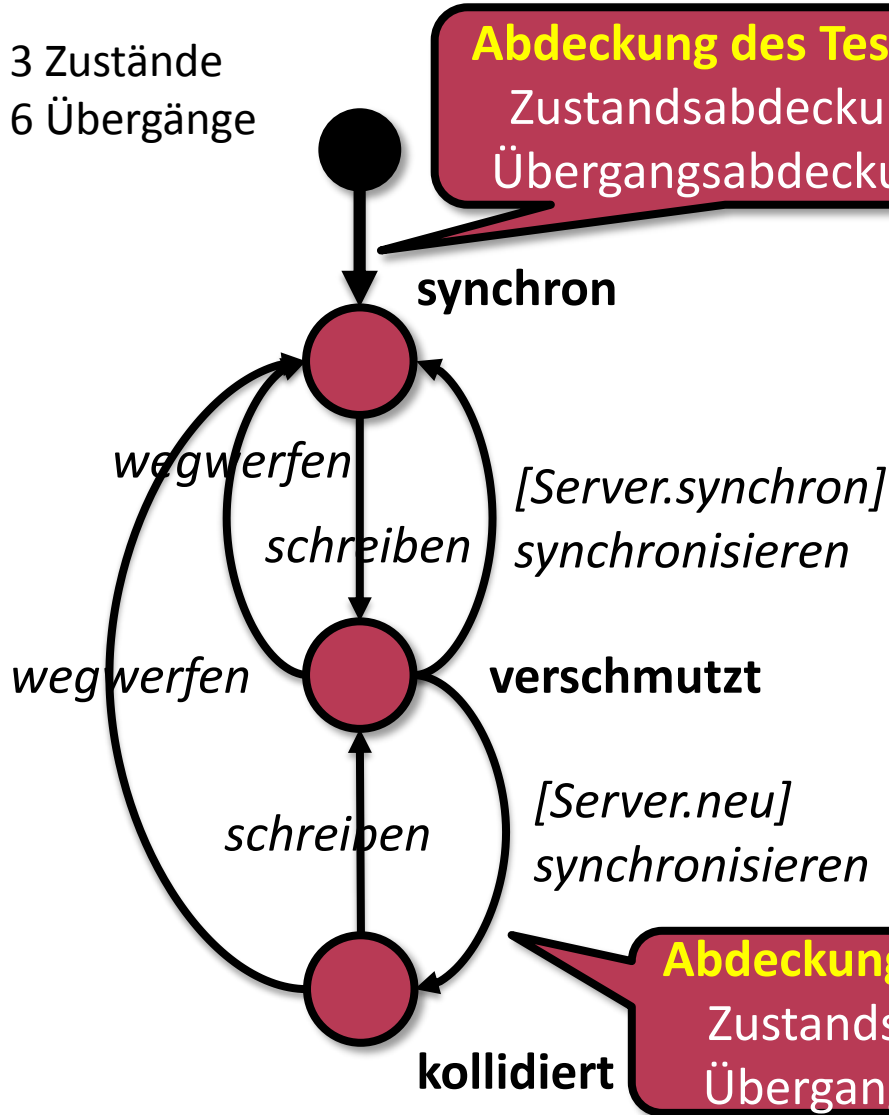 3 Zustände
6 Übergänge
Abdeckung des Tes
Zustandsabdecku
Übergangsabdecku
synchron
wegwerfen
[Server.synchron]
schreiben
synchronisieren
wegwerfen
verschmutzt
[Server.neu]
schreiben
synchronisieren
Abdeckung
Zustands
Übergan
kollidiert